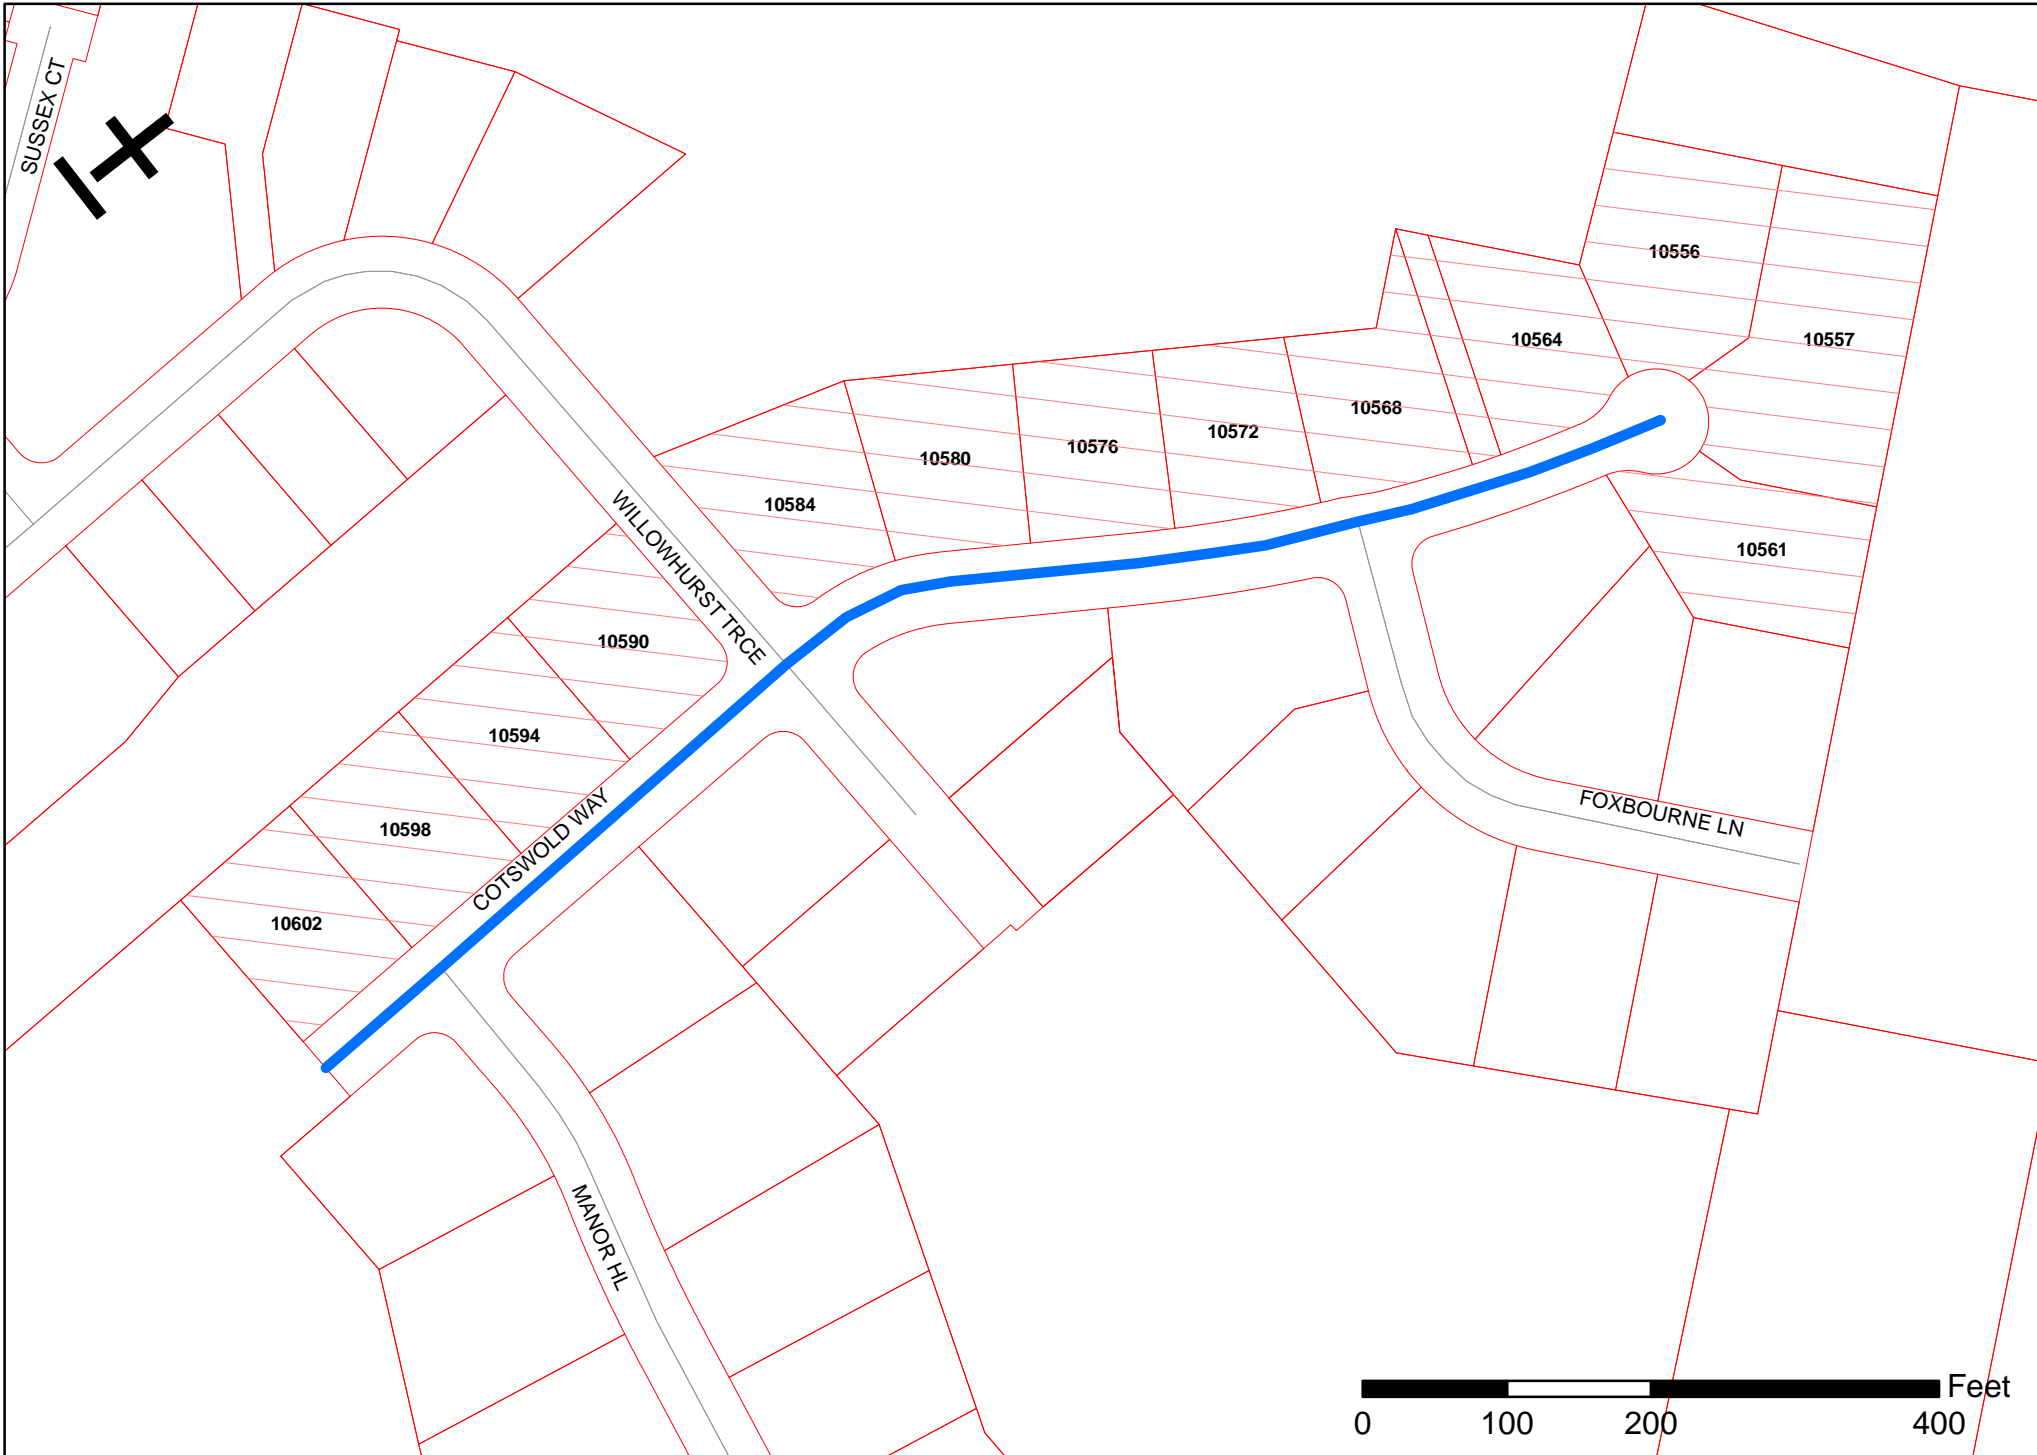 SUSSEX CT
10556
10564
10557
10568
10572
10576
10580
10584
WILLOWHURST TRCE
10561
10590
10594
COTSWOLD WAY
FOXBOURNE LN
10598
10602
MANOR HL
Feet
0 100 200 400